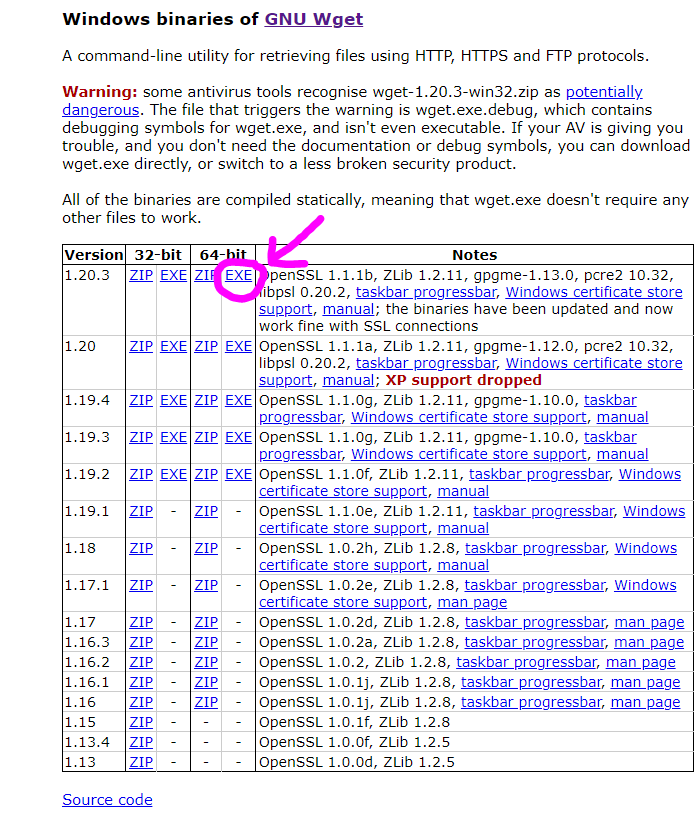 Windows binaries of GNU Wget
A command-line utility for retrieving files using HTTP, HTTPS and FTP protocols.
Warning: some antivirus tools recognise wget-1.20.3-win32.zip as potentially
dangerous. The file that triggers the warning is wget.exe.debug, which contains
debugging symbols for wget.exe, and isn't even executable. If your AV is giving you
trouble, and you don't need the documentation or debug symbols, you can download
wget.exe directly, or switch to a less broken security product.
All of the binaries are compiled statically, meaning that wget.exe doesn't require any
other files to work.
Version 32-bit 64-bit Notes
1.20.3 ZIP EXE ZIP EXE OpenSSL 1.1.1b, ZLib 1.2.11, gpgme-1.13.0, pcre2 10.32,
libpsl 0.20.2, taskbar progressbar, Windows certificate store
support, manual; the binaries have been updated and now
work fine with SSL connections
1.20 ZIP EXE ZIP EXE OpenSSL 1.1.1a, ZLib 1.2.11, gpgme-1.12.0, pcre2 10.32,
libpsl 0.20.2, taskbar progressbar, Windows certificate store
support, manual; XP support dropped
1.19.4 ZIP EXE ZIP EXE OpenSSL 1.1.0g, ZLib 1.2.11, gpgme-1.10.0, taskbar
progressbar, Windows certificate store support, manual
1.19.3 ZIP EXE ZIP EXE OpenSSL 1.1.0g, ZLib 1.2.11, gpgme-1.10.0, taskbar
progressbar, Windows certificate store support, manual
1.19.2 ZIP EXE ZIP EXE OpenSSL 1.1.0f, ZLib 1.2.11, taskbar progressbar, Windows
certificate store support, manual
1.19.1 ZIP - ZIP - OpenSSL 1.1.0e, ZLib 1.2.11, taskbar progressbar, Windows
certificate store support, manual
1.18 ZIP - ZIP - OpenSSL 1.0.2h, ZLib 1.2.8, taskbar progressbar, Windows
certificate store support, manual
1.17.1 ZIP - ZIP - OpenSSL 1.0.2e, ZLib 1.2.8, taskbar progressbar, Windows
certificate store support, man page
1.17 ZIP - ZIP - OpenSSL 1.0.2d, ZLib 1.2.8, taskbar progressbar, man page
1.16.3 ZIP - ZIP - OpenSSL 1.0.2a, ZLib 1.2.8, taskbar progressbar, man page
1.16.2 ZIP - ZIP - OpenSSL 1.0.2, ZLib 1.2.8, taskbar progressbar, man page
1.16.1 ZIP - ZIP - OpenSSL 1.0.1j, ZLib 1.2.8, taskbar progressbar, man page
1.16 ZIP - ZIP - OpenSSL 1.0.1j, ZLib 1.2.8, taskbar progressbar, man page
1.15 ZIP - - - OpenSSL 1.0.1f, ZLib 1.2.8
1.13.4 ZIP - - - OpenSSL 1.0.0f, ZLib 1.2.5
1.13 ZIP - - - OpenSSL 1.0.0d, ZLib 1.2.5
Source code